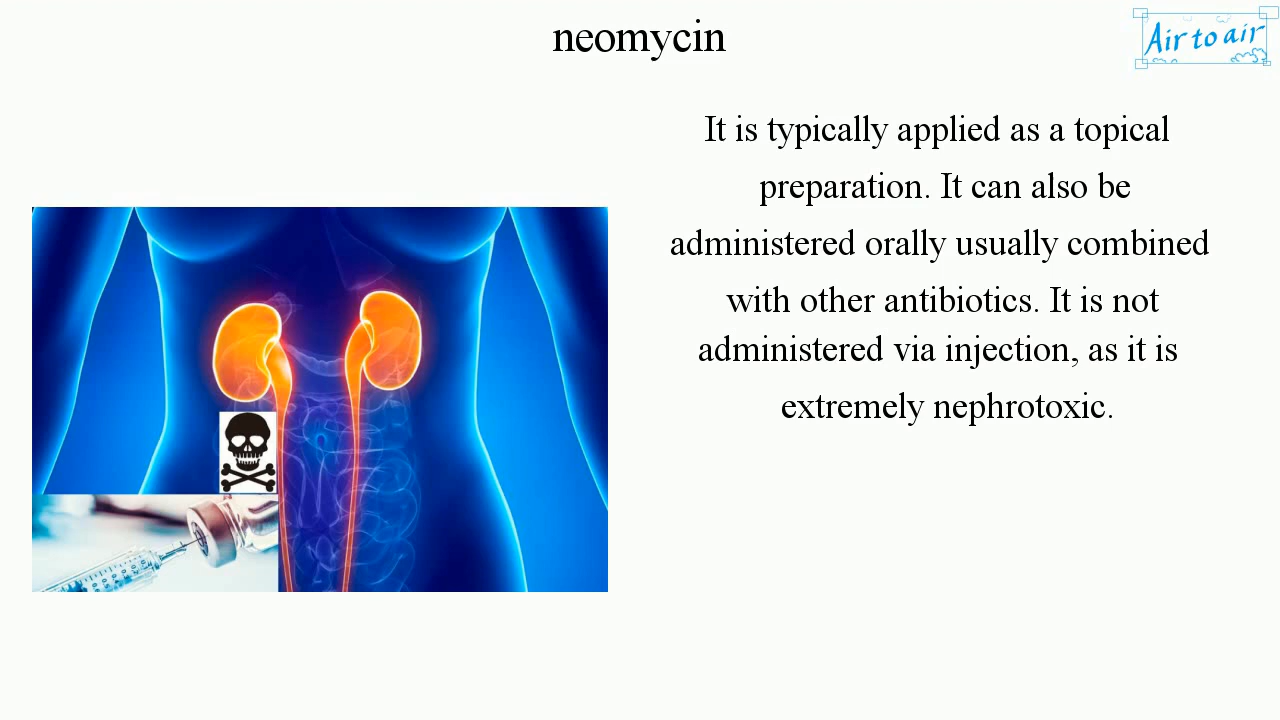 neomycin
Air to air
It is typically applied as a topical
preparation. It can also be
administered orally usually combined
with other antibiotics. It is not
administered via injection, as it is
extremely nephrotoxic.